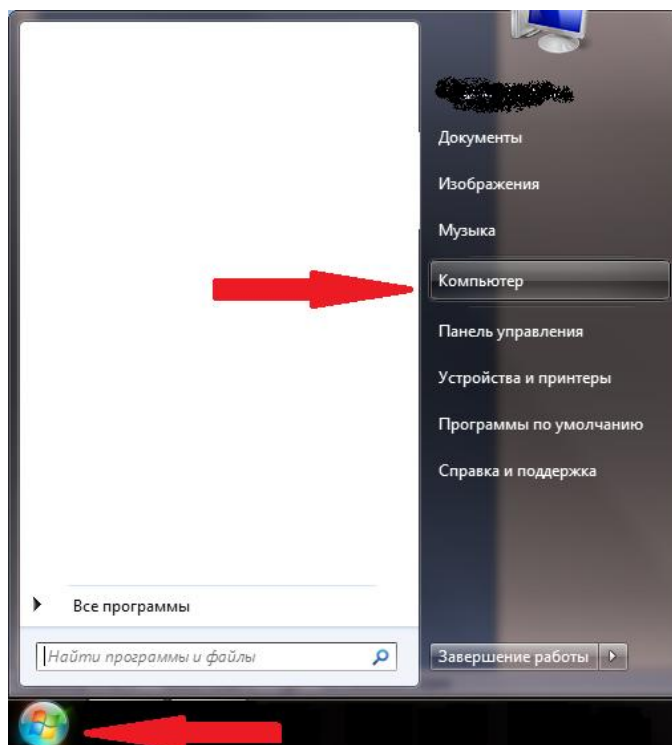 Документы
Изображения
Музыка
Компьютер
Панель управления
Устройства и принтеры
Программы по умолчанию
Справка и поддержка
Все программы
Найти программы и файлы
Завершение работы